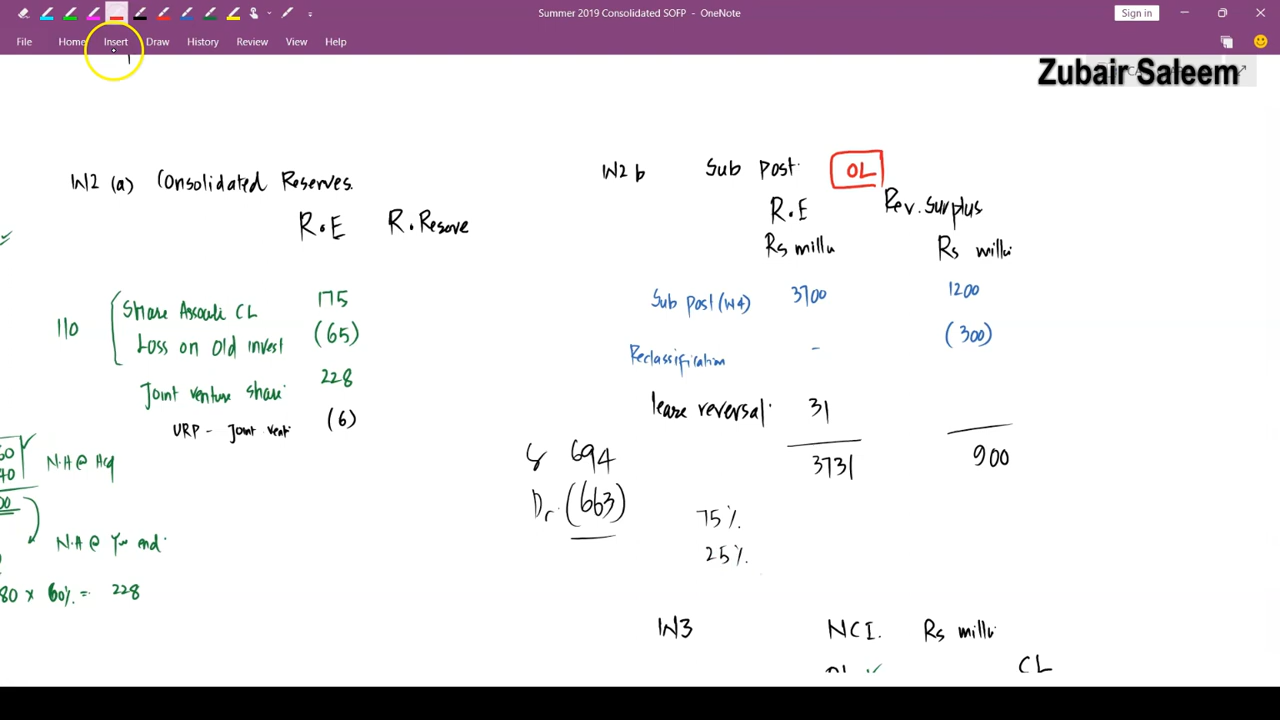 Summer 2019 Consolidated SOFP - OneNote
Sign in
File Home Insert Draw History Review View Help
Zubair Saleem
W2 (a) Consolidated Reserves.
R.E R.Reserve
Share Associ CL 175
110
Loss on Old invest (65)
Joint venture share 228
URP - Joint vent (6)
N.A @ Acq
N.A @ Year end
80 x 60% = 228
W2 b Sub post. OL
R.E Rev. Surplus
Rs milli Rs milli
Sub post (W4) 3700 1200
(300)
Reclassification -
lease reversal. 31
3731 900
694
Dr. (663)
75%.
25%.
W3 NCI. Rs milli
CL